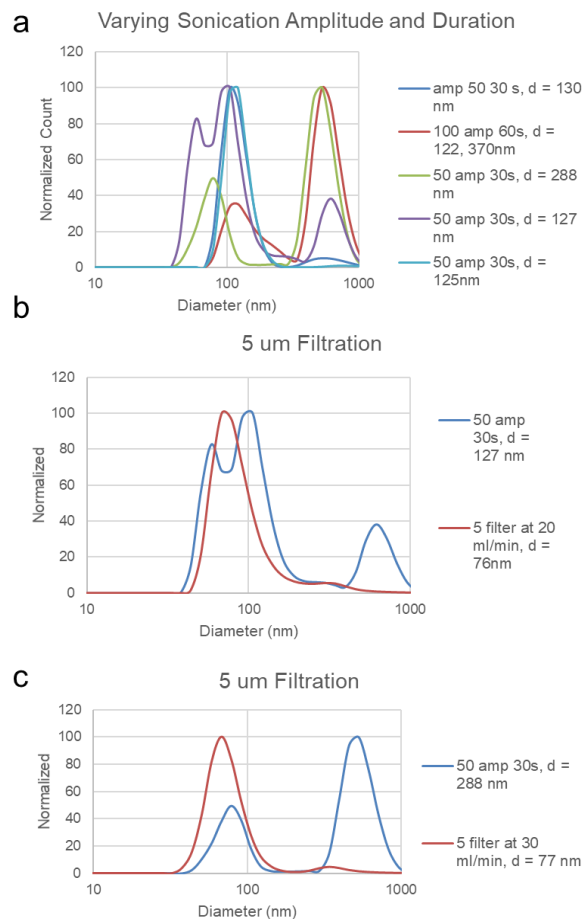 a
Varying Sonication Amplitude and Duration
120
100
80
60
40
20
0
Normalized Count
10
100
1000
Diameter (nm)
amp 50 30 s, d = 130
nm
100 amp 60s, d =
122, 370nm
50 amp 30s, d = 288
nm
50 amp 30s, d = 127
nm
50 amp 30s, d =
125nm
b
5 um Filtration
120
100
80
60
40
20
0
Normalized
10
100
1000
Diameter (nm)
50 amp
30s, d =
127 nm
5 filter at 20
ml/min, d =
76nm
c
5 um Filtration
120
100
80
60
40
20
0
Normalized
10
100
1000
Diameter (nm)
50 amp 30s, d =
288 nm
5 filter at 30
ml/min, d = 77 nm